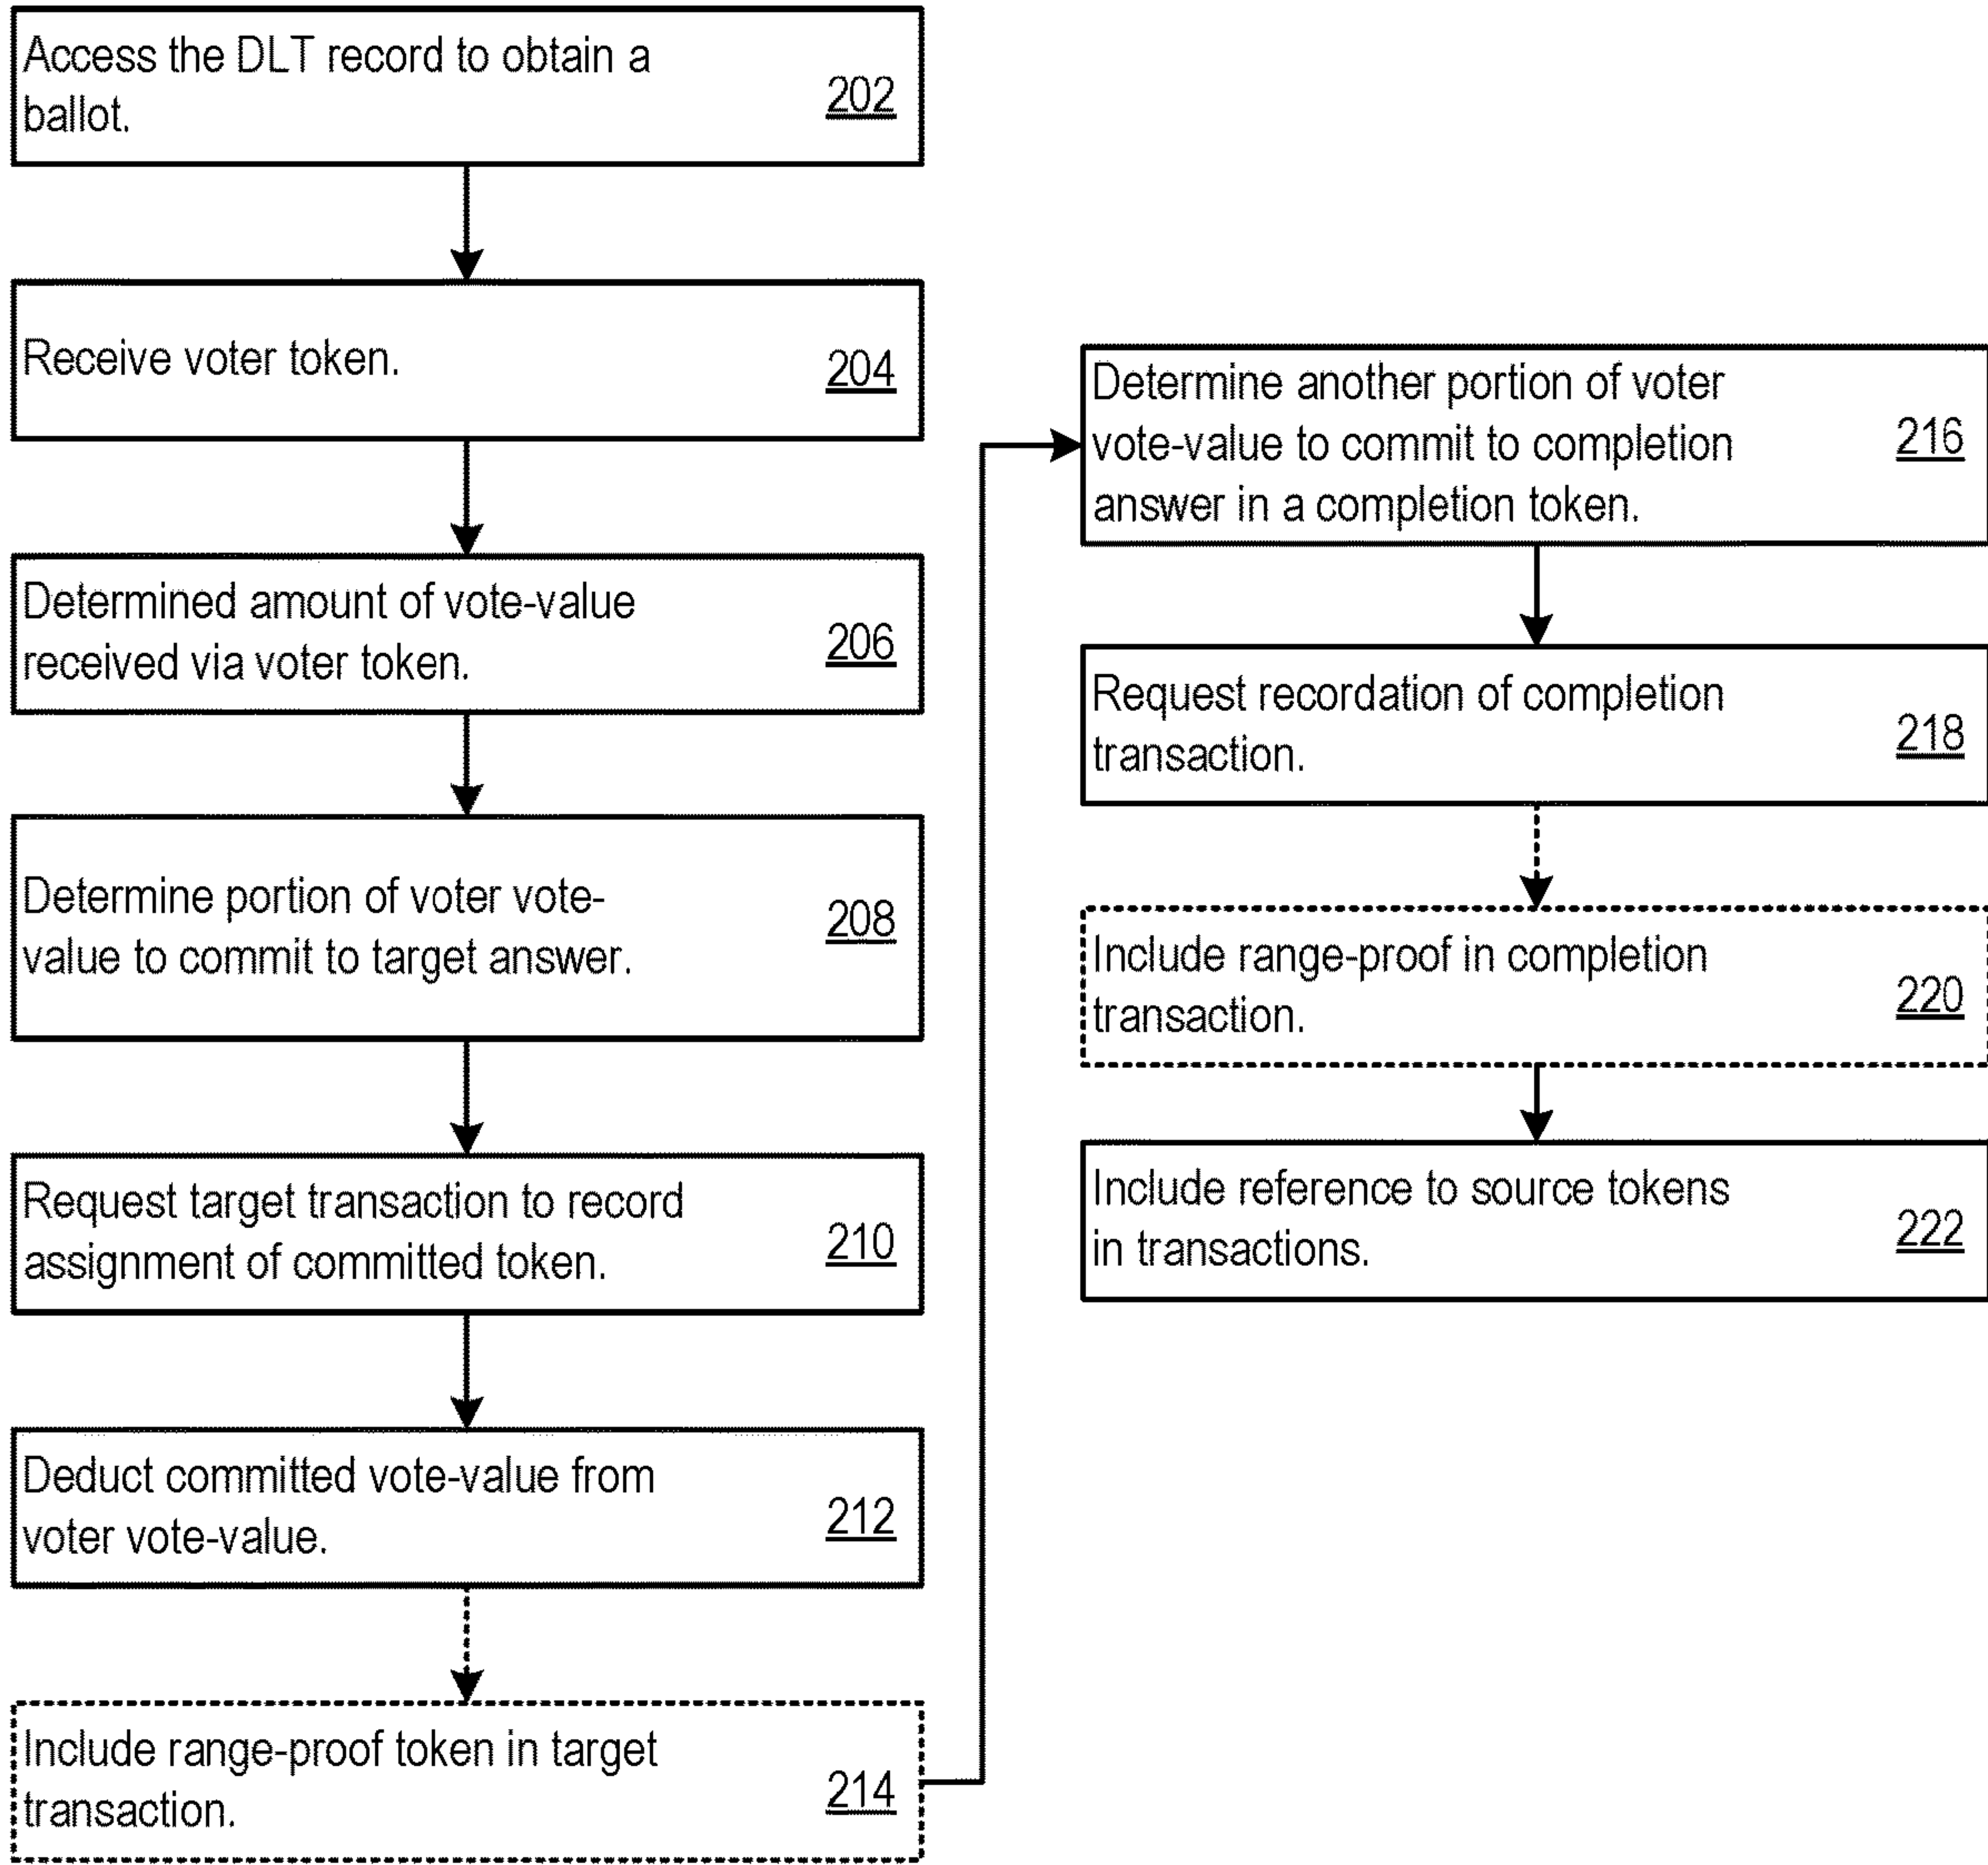 Access the DLT record to obtain a
ballot.
202
Receive voter token.
204
Determined amount of vote-value
received via voter token.
206
Determine portion of voter vote-
value to commit to target answer.
208
Request target transaction to record
assignment of committed token.
210
Deduct committed vote-value from
voter vote-value.
212
Include range-proof token in target
transaction.
214
Determine another portion of voter
vote-value to commit to completion
answer in a completion token.
216
Request recordation of completion
transaction.
218
Include range-proof in completion
transaction.
220
Include reference to source tokens
in transactions.
222